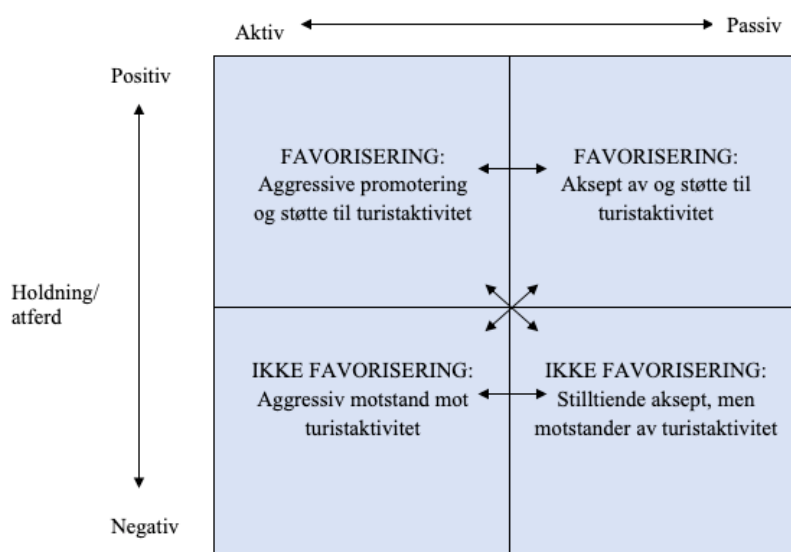 Aktiv
Passiv
Positiv
FAVORISERING:
Aggressive promotering
og støtte til turistaktivitet
FAVORISERING:
Aksept av og støtte til
turistaktivitet
Holdning/
atferd
IKKE FAVORISERING:
Aggressiv motstand mot
turistaktivitet
IKKE FAVORISERING:
Stilltiende aksept, men
motstander av turistaktivitet
Negativ